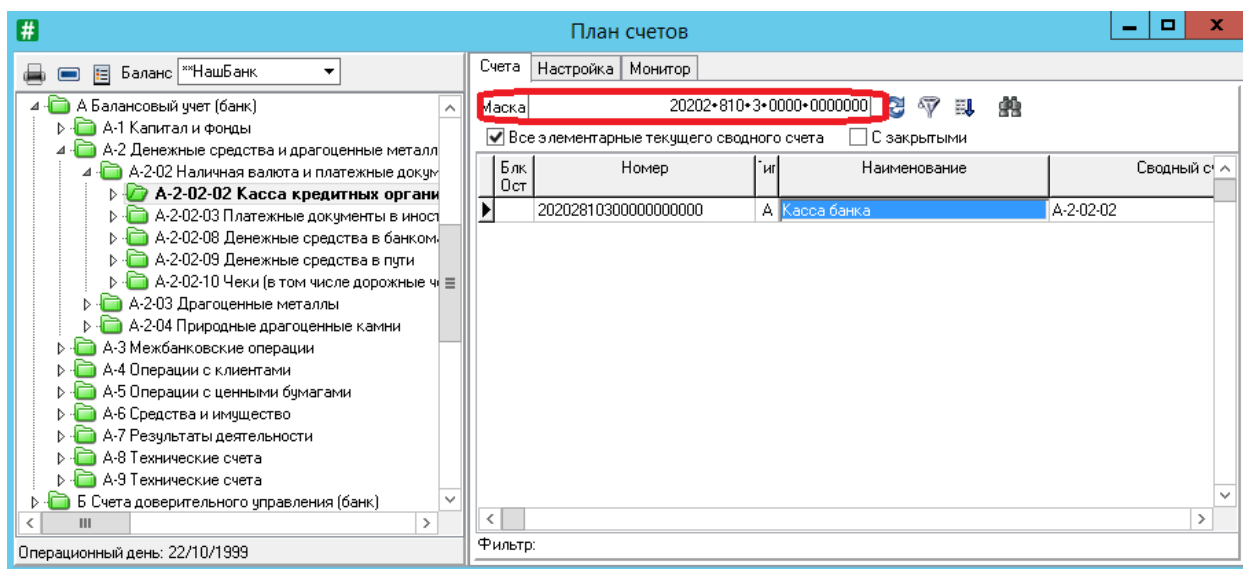 План счетов
Баланс **НашБанк
А Балансовый учет (банк)
А-1 Капитал и фонды
А-2 Денежные средства и драгоценные металл
А-2-02 Наличная валюта и платежные докум
А-2-02-02 Касса кредитных органи
А-2-02-03 Платежные документы в иност
А-2-02-08 Денежные средства в банком
А-2-02-09 Денежные средства в пути
А-2-02-10 Чеки (в том числе дорожные че
А-2-03 Драгоценные металлы
А-2-04 Природные драгоценные камни
А-3 Межбанковские операции
А-4 Операции с клиентами
А-5 Операции с ценными бумагами
А-6 Средства и имущество
А-7 Результаты деятельности
А-8 Технические счета
А-9 Технические счета
Б Счета доверительного управления (банк)
Операционный день: 22/10/1999
Счета Настройка Монитор
Маска 20202•810•3•0000•0000000
Все элементарные текущего сводного счета С закрытыми
Блк Ост Номер Наименование Сводный сч
20202810300000000000 А Касса банка А-2-02-02
Фильтр: